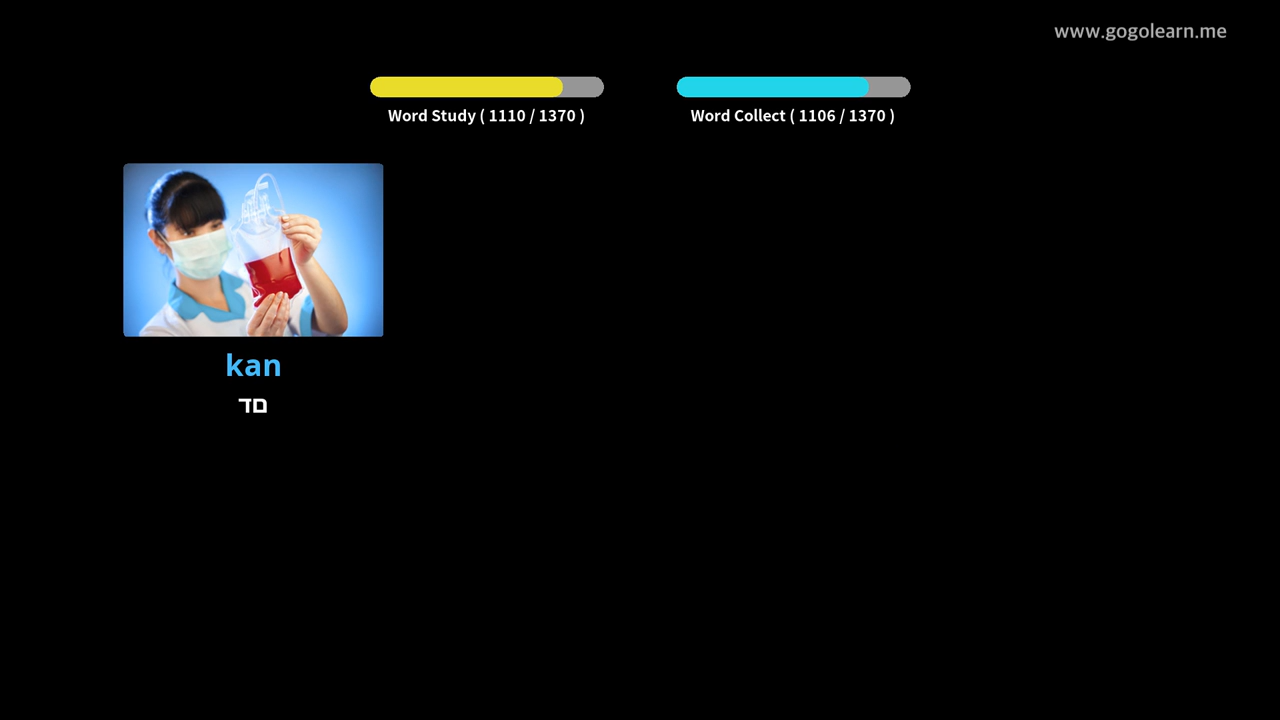 www.gogolearn.me
Word Study ( 1110 / 1370 )
Word Collect ( 1106 / 1370 )
kan
דם